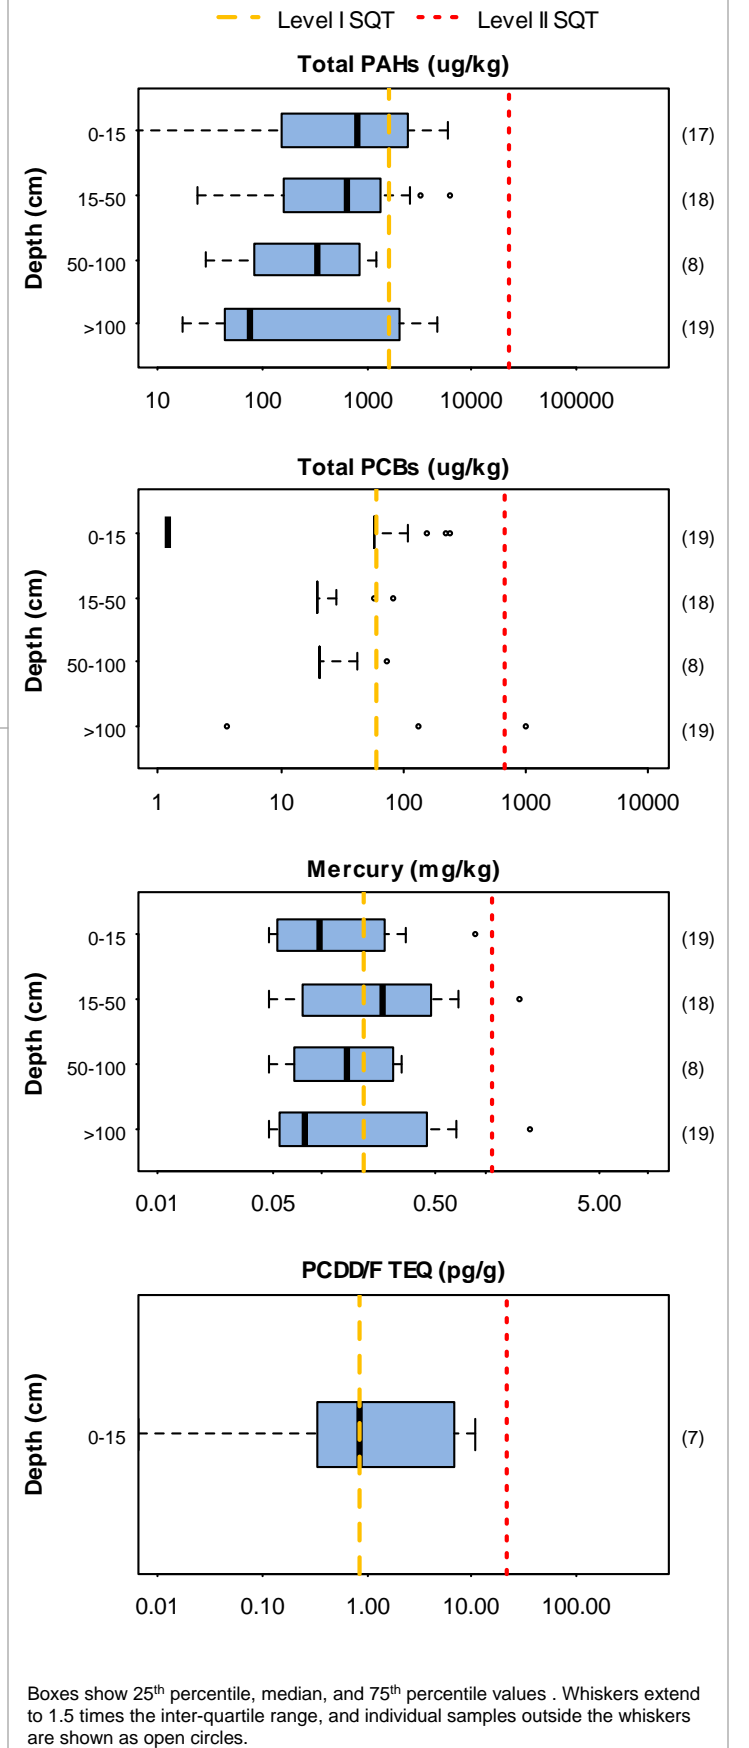 Level I SQT Level II SQT
Total PAHs (ug/kg)
Depth (cm)
0-15 (17)
15-50 (18)
50-100 (8)
>100 (19)
10 100 1000 10000 100000
Total PCBs (ug/kg)
Depth (cm)
0-15 (19)
15-50 (18)
50-100 (8)
>100 (19)
1 10 100 1000 10000
Mercury (mg/kg)
Depth (cm)
0-15 (19)
15-50 (18)
50-100 (8)
>100 (19)
0.01 0.05 0.50 5.00
PCDD/F TEQ (pg/g)
Depth (cm)
0-15 (7)
0.01 0.10 1.00 10.00 100.00
Boxes show 25th percentile, median, and 75th percentile values . Whiskers extend
to 1.5 times the inter-quartile range, and individual samples outside the whiskers
are shown as open circles.